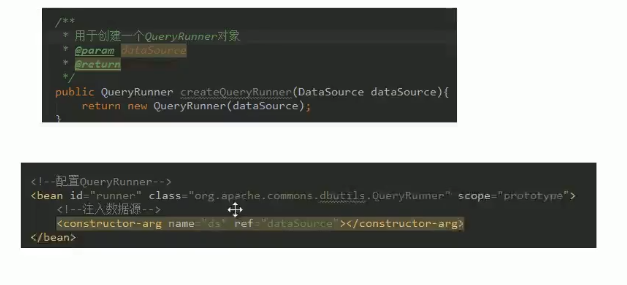 /**
* 用于创建一个QueryRunner对象
* @param dataSource
* @return
*/
public QueryRunner createQueryRunner(DataSource dataSource){
return new QueryRunner(dataSource);
}
<!--配置QueryRunner-->
<bean id="runner" class="org.apache.commons.dbutils.QueryRunner" scope="prototype">
<!--注入数据源-->
<constructor-arg name="ds" ref="dataSource"></constructor-arg>
</bean>